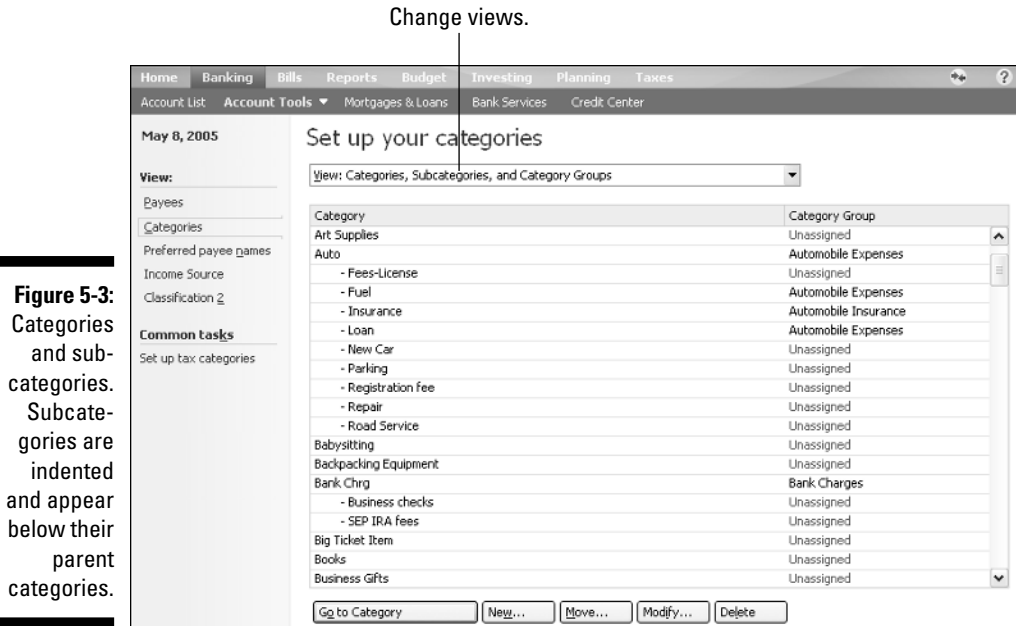 Change views.
Home Banking Bills Reports Budget Investing Planning Taxes ?
Account List Account Tools ▼ Mortgages & Loans Bank Services Credit Center
May 8, 2005
View:
Payees
Categories
Preferred payee names
Income Source
Classification 2
Common tasks
Set up tax categories
Set up your categories
View: Categories, Subcategories, and Category Groups
Category Category Group
Art Supplies Unassigned
Auto Automobile Expenses
- Fees-License Unassigned
- Fuel Automobile Expenses
- Insurance Automobile Insurance
- Loan Automobile Expenses
- New Car Unassigned
- Parking Unassigned
- Registration fee Unassigned
- Repair Unassigned
- Road Service Unassigned
Babysitting Unassigned
Backpacking Equipment Unassigned
Bank Chrg Bank Charges
- Business checks Unassigned
- SEP IRA fees Unassigned
Big Ticket Item Unassigned
Books Unassigned
Business Gifts Unassigned
Go to Category New... Move... Modify... Delete
Figure 5-3:
Categories
and sub-
categories.
Subcate-
gories are
indented
and appear
below their
parent
categories.